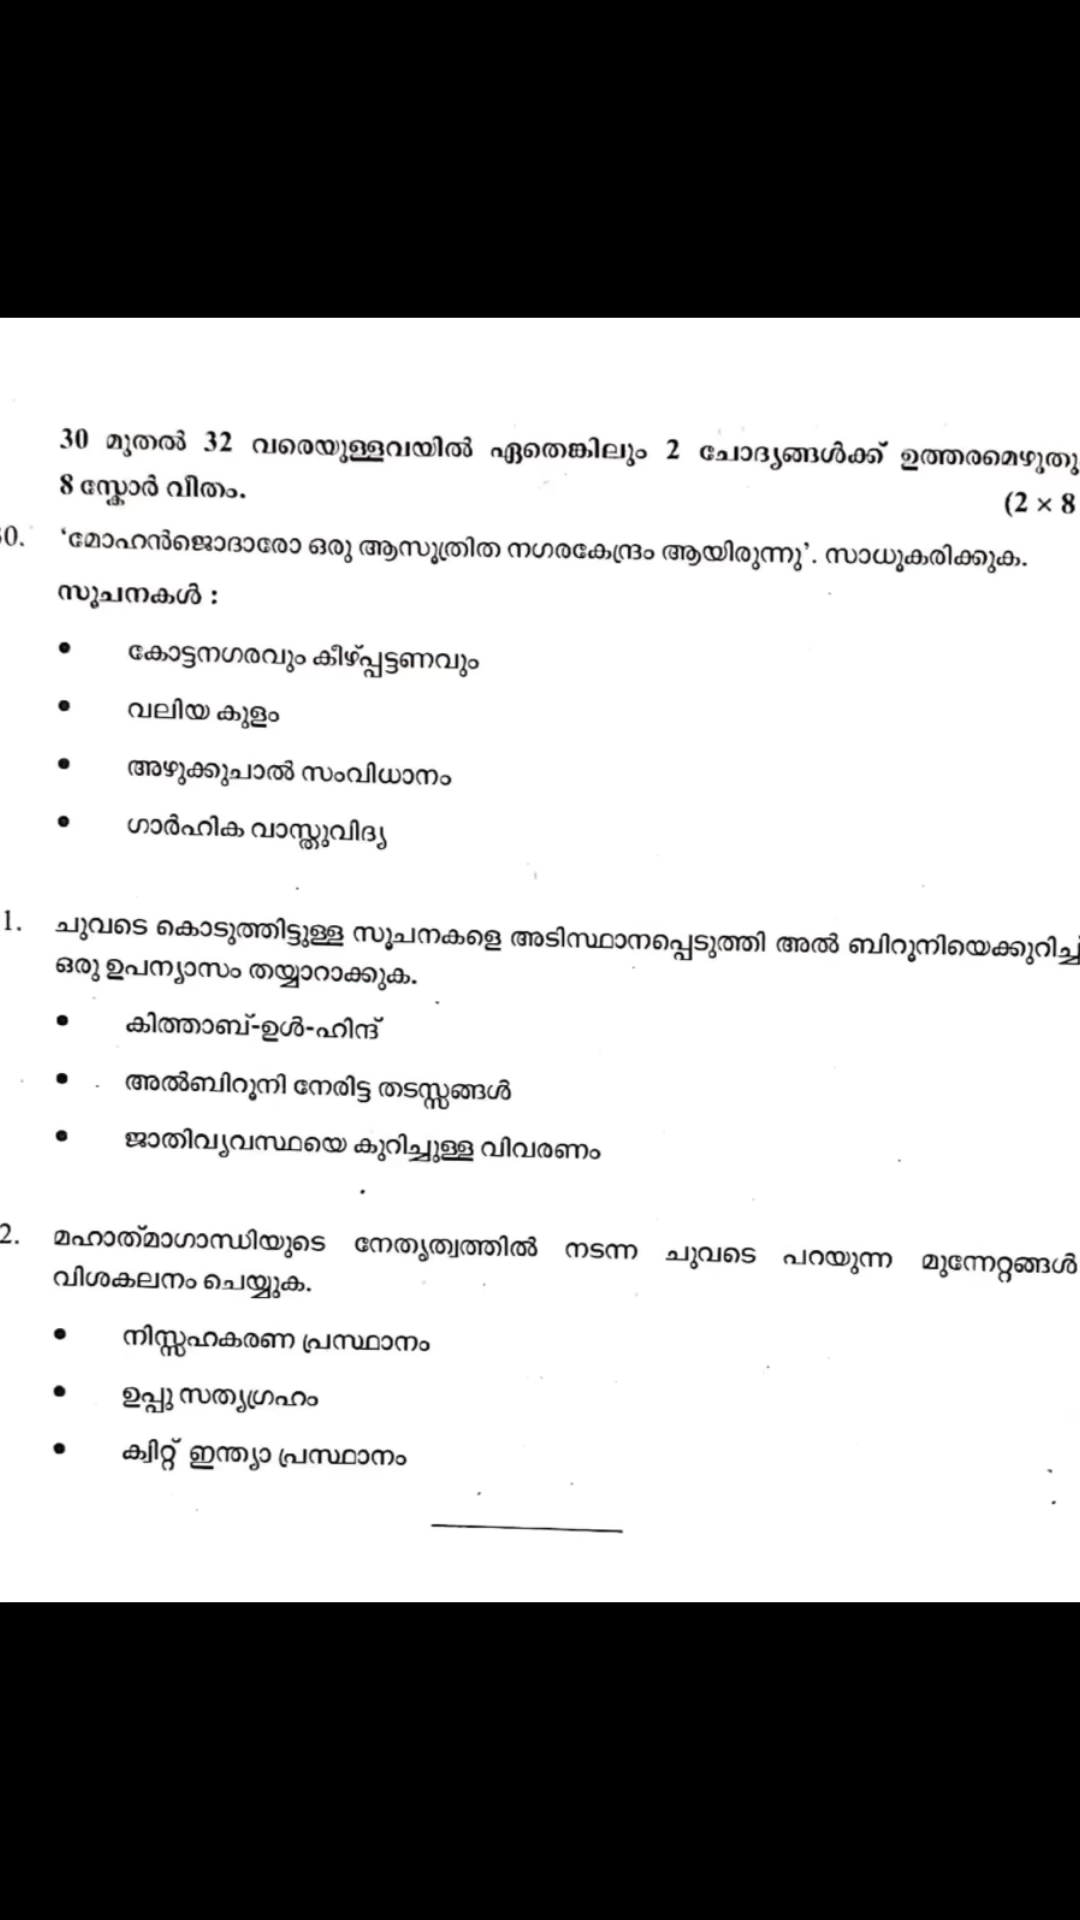 30 മുതൽ 32 വരെയുള്ളവയിൽ ഏതെങ്കിലും 2 ചോദ്യങ്ങൾക്ക് ഉത്തരമെഴുതു
8 സ്കോർ വീതം. (2 × 8
30. ‘മോഹൻജൊദാരോ ഒരു ആസൂത്രിത നഗരകേന്ദ്രം ആയിരുന്നു’. സാധൂകരിക്കുക.
സൂചനകൾ :
• കോട്ടനഗരവും കീഴ്പ്പട്ടണവും
• വലിയ കുളം
• അഴുക്കുചാൽ സംവിധാനം
• ഗാർഹിക വാസ്തുവിദ്യ
1. ചുവടെ കൊടുത്തിട്ടുള്ള സൂചനകളെ അടിസ്ഥാനപ്പെടുത്തി അൽ ബിറൂനിയെക്കുറിച്ച്
ഒരു ഉപന്യാസം തയ്യാറാക്കുക.
• കിത്താബ്-ഉൾ-ഹിന്ദ്
• അൽബിറൂനി നേരിട്ട തടസ്സങ്ങൾ
• ജാതിവ്യവസ്ഥയെ കുറിച്ചുള്ള വിവരണം
2. മഹാത്മാഗാന്ധിയുടെ നേതൃത്വത്തിൽ നടന്ന ചുവടെ പറയുന്ന മുന്നേറ്റങ്ങൾ
വിശകലനം ചെയ്യുക.
• നിസ്സഹകരണ പ്രസ്ഥാനം
• ഉപ്പു സത്യഗ്രഹം
• ക്വിറ്റ് ഇന്ത്യാ പ്രസ്ഥാനം